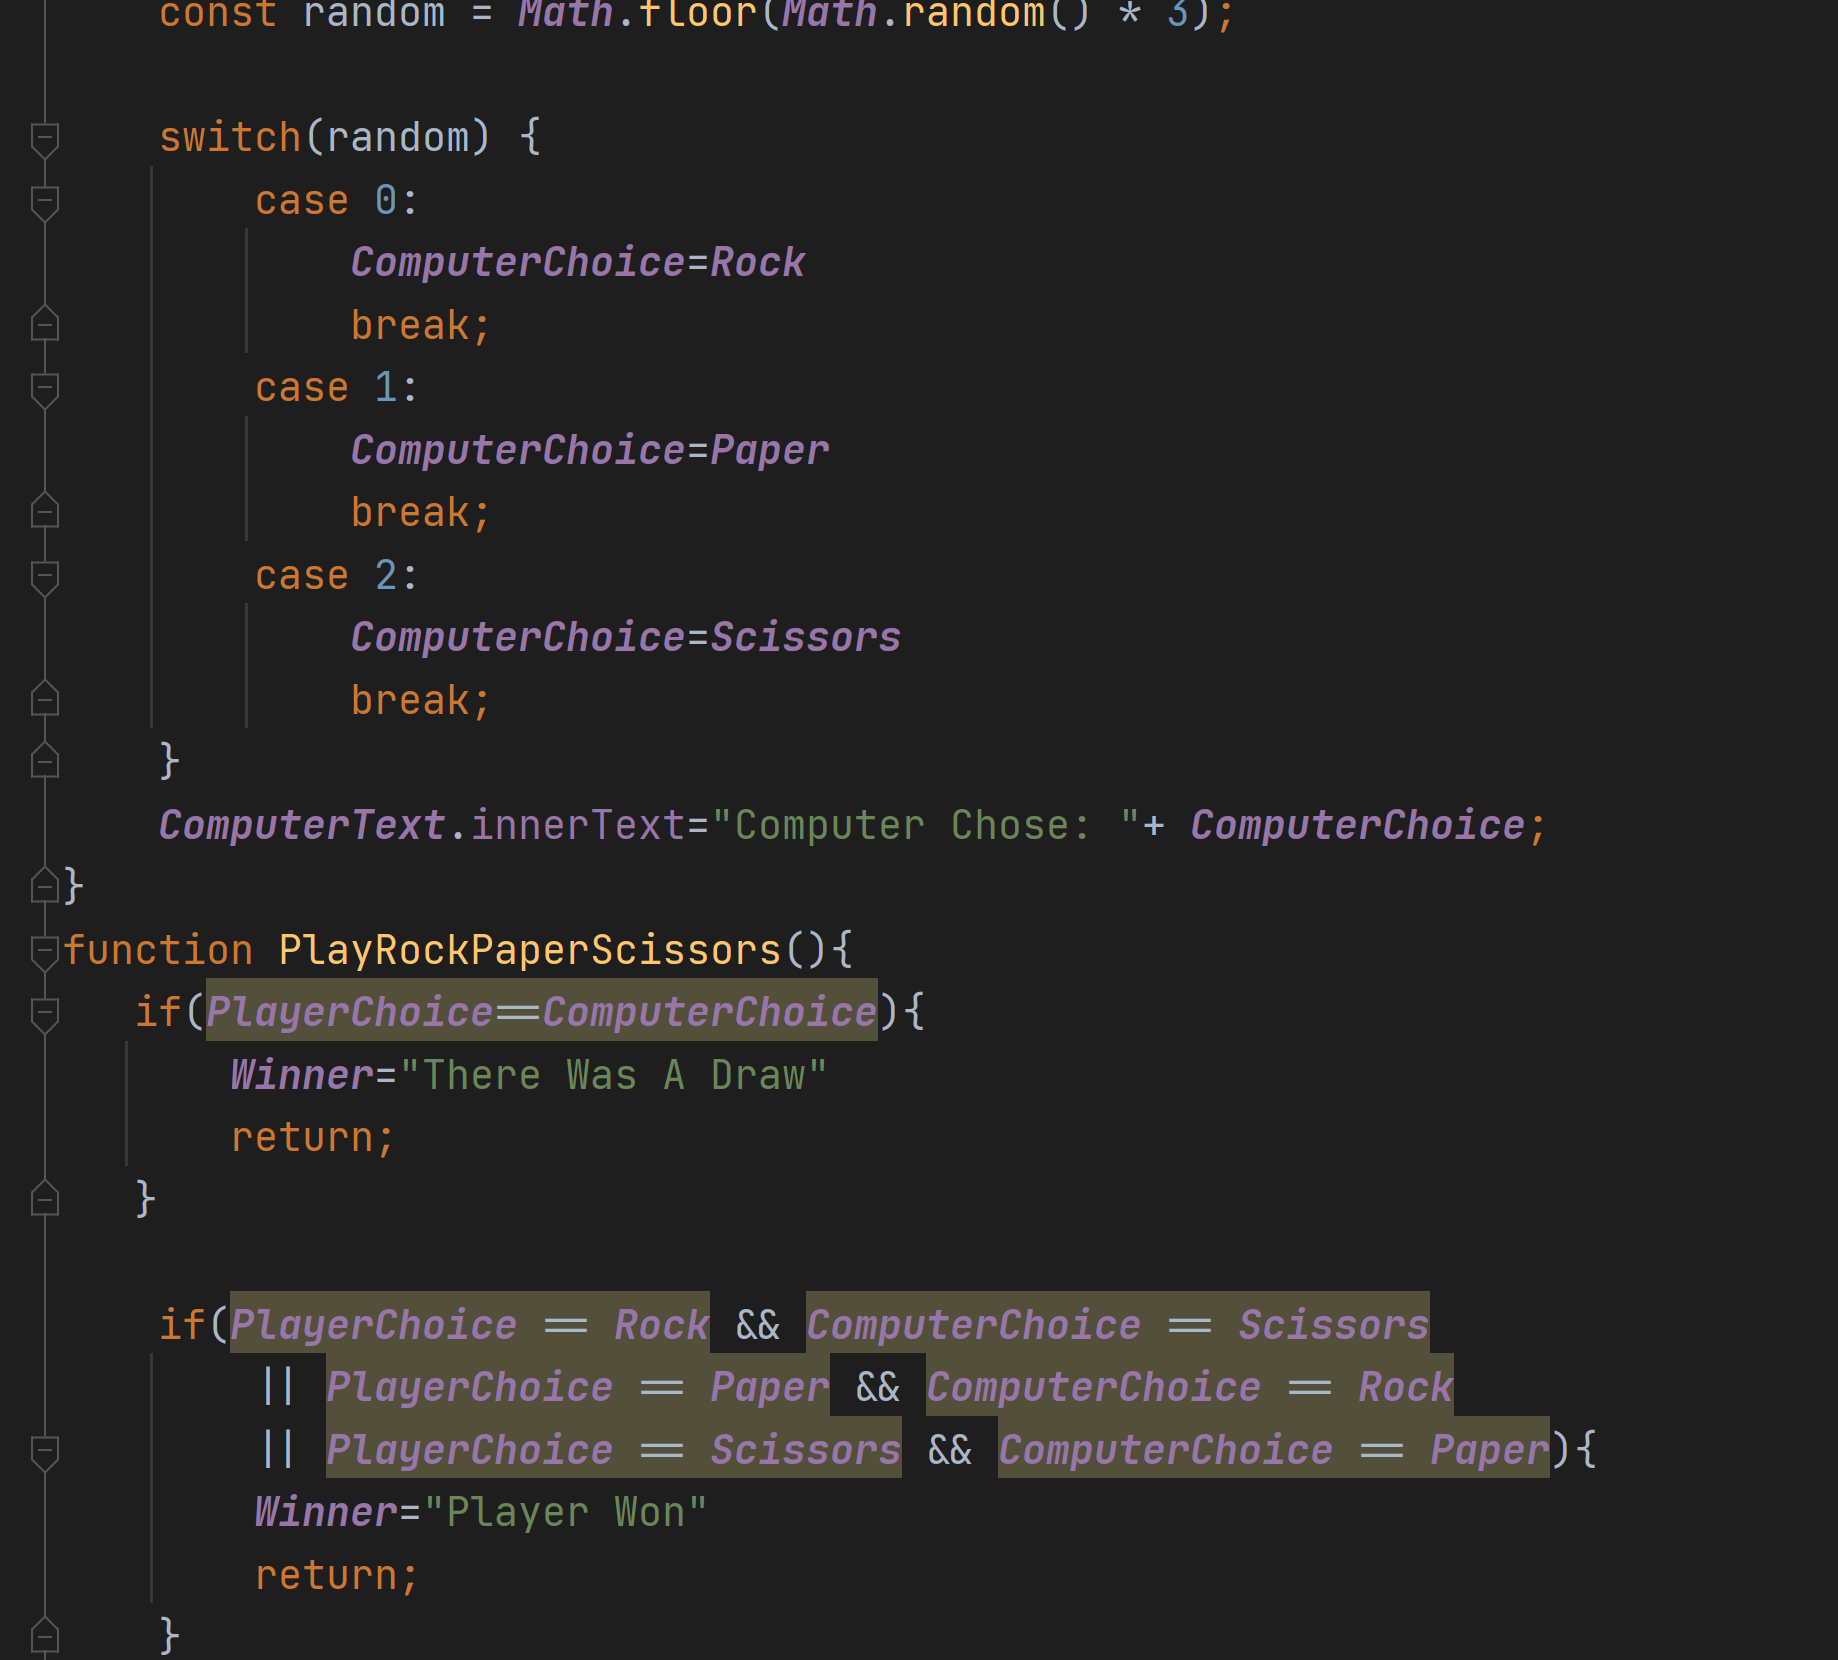 const random = Math.floor(Math.random() * 3);
switch(random) {
case 0:
ComputerChoice=Rock
break;
case 1:
ComputerChoice=Paper
break;
case 2:
ComputerChoice=Scissors
break;
}
ComputerText.innerText="Computer Chose: "+ ComputerChoice;
}
function PlayRockPaperScissors(){
if(PlayerChoice==ComputerChoice){
Winner="There Was A Draw"
return;
}
if(PlayerChoice == Rock && ComputerChoice == Scissors
|| PlayerChoice == Paper && ComputerChoice == Rock
|| PlayerChoice == Scissors && ComputerChoice == Paper){
Winner="Player Won"
return;
}